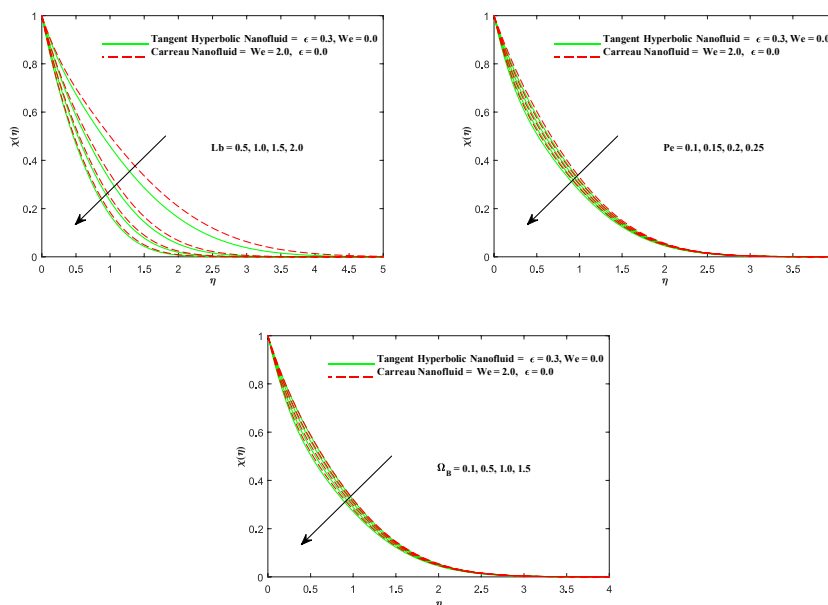 1
0.8
0.6
0.4
0.2
0
χ(η)
Tangent Hyperbolic Nanofluid = ϵ = 0.3, We = 0.0
Carreau Nanofluid = We = 2.0, ϵ = 0.0
Lb = 0.5, 1.0, 1.5, 2.0
0 0.5 1 1.5 2 2.5 3 3.5 4 4.5 5
η
1
0.8
0.6
0.4
0.2
0
χ(η)
Tangent Hyperbolic Nanofluid = ϵ = 0.3, We = 0.0
Carreau Nanofluid = We = 2.0, ϵ = 0.0
Pe = 0.1, 0.15, 0.2, 0.25
0 0.5 1 1.5 2 2.5 3 3.5
η
1
0.8
0.6
0.4
0.2
0
χ(η)
Tangent Hyperbolic Nanofluid = ϵ = 0.3, We = 0.0
Carreau Nanofluid = We = 2.0, ϵ = 0.0
Ω_B = 0.1, 0.5, 1.0, 1.5
0 0.5 1 1.5 2 2.5 3 3.5 4
η